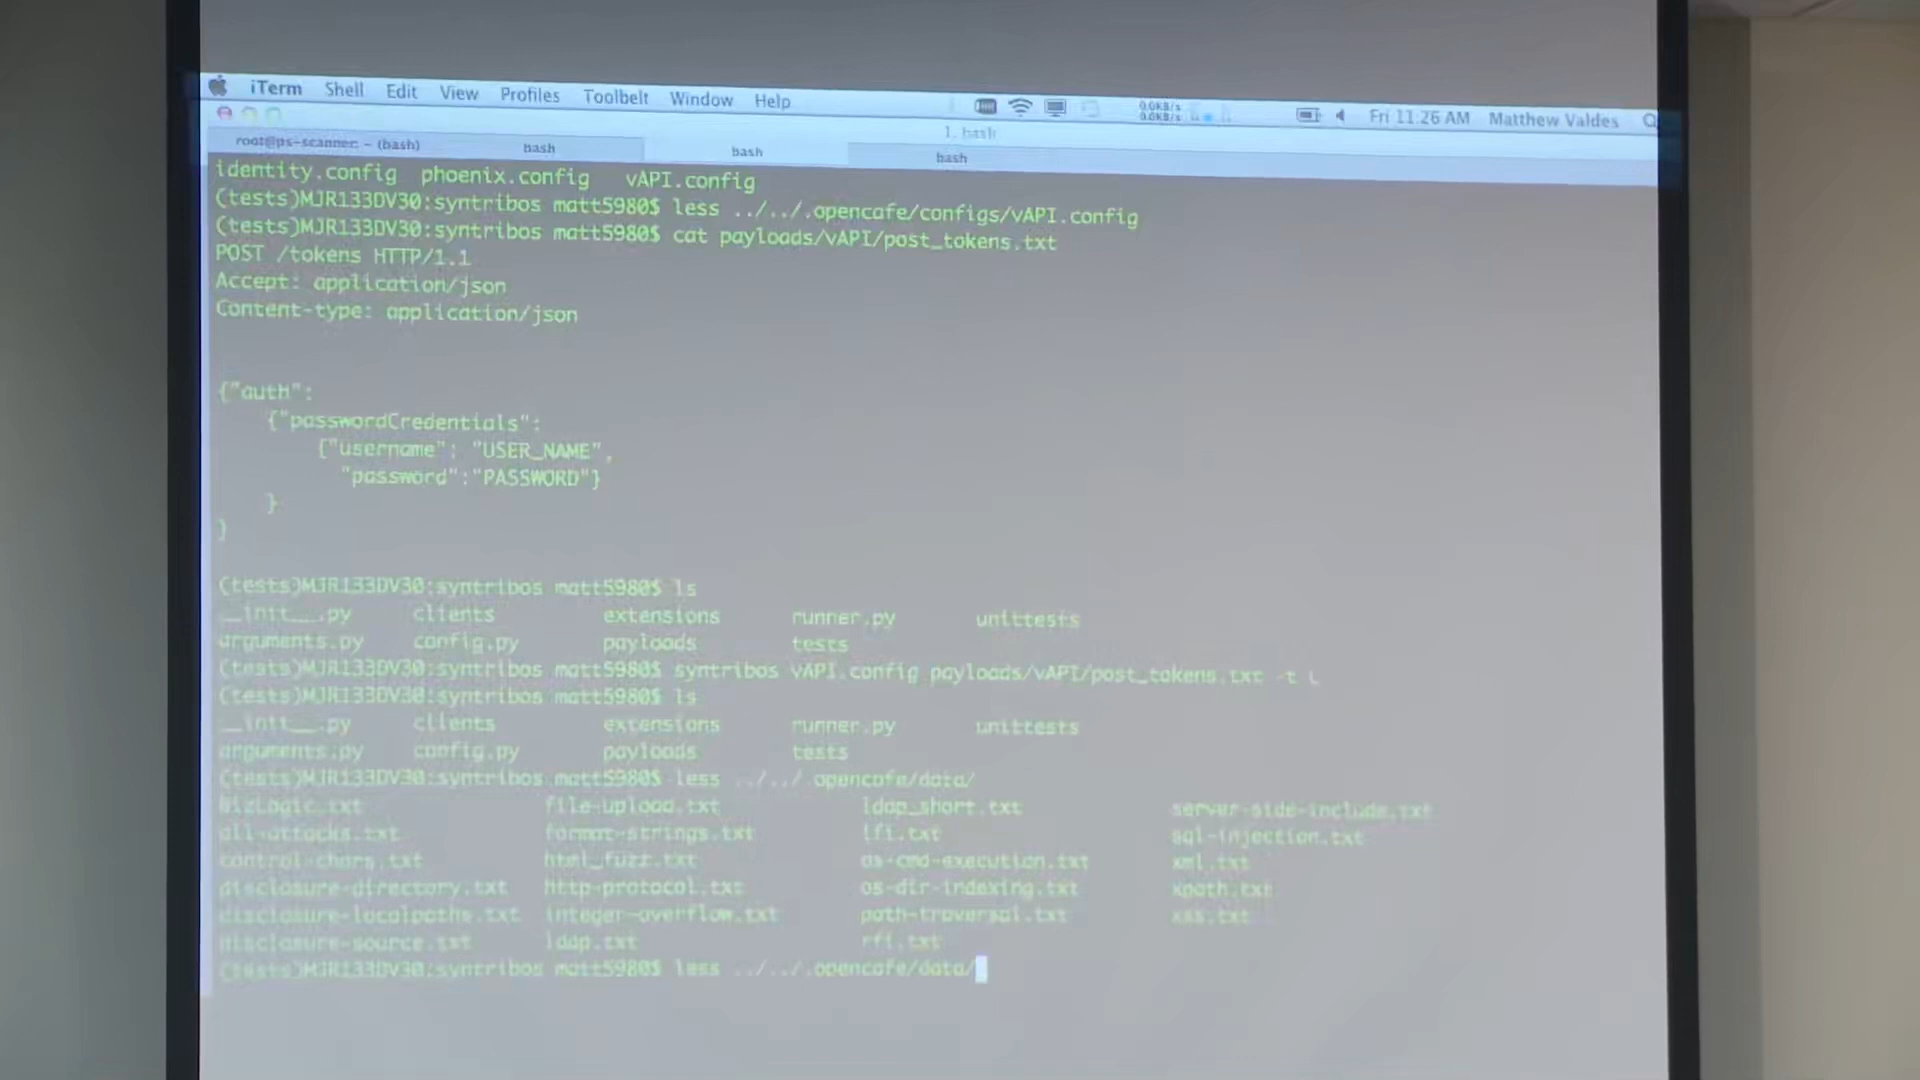 iTerm Shell Edit View Profiles Toolbelt Window Help 0.0KB/s 0.0KB/s Fri 11:26 AM Matthew Valdes
1. bash
root@ps-scanner: ~ (bash) bash bash bash
identity.config phoenix.config vAPI.config
(tests)MJR133DV30:syntribos matt5980$ less ../../.opencafe/configs/vAPI.config
(tests)MJR133DV30:syntribos matt5980$ cat payloads/vAPI/post_tokens.txt
POST /tokens HTTP/1.1
Accept: application/json
Content-type: application/json
{"auth":
{"passwordCredentials":
{"username": "USER_NAME",
"password":"PASSWORD"}
}
}
(tests)MJR133DV30:syntribos matt5980$ ls
__init__.py clients extensions runner.py unittests
arguments.py config.py payloads tests
(tests)MJR133DV30:syntribos matt5980$ syntribos vAPI.config payloads/vAPI/post_tokens.txt -t L
(tests)MJR133DV30:syntribos matt5980$ ls
__init__.py clients extensions runner.py unittests
arguments.py config.py payloads tests
(tests)MJR133DV30:syntribos matt5980$ less ../../.opencafe/data/
bizLogic.txt file-upload.txt ldap_short.txt server-side-include.txt
all-attacks.txt format-strings.txt lfi.txt sql-injection.txt
control-chars.txt html_fuzz.txt os-cmd-execution.txt xml.txt
disclosure-directory.txt http-protocol.txt os-dir-indexing.txt xpath.txt
disclosure-localpaths.txt integer-overflow.txt path-traversal.txt xss.txt
disclosure-source.txt ldap.txt rfi.txt
(tests)MJR133DV30:syntribos matt5980$ less ../../.opencafe/data/